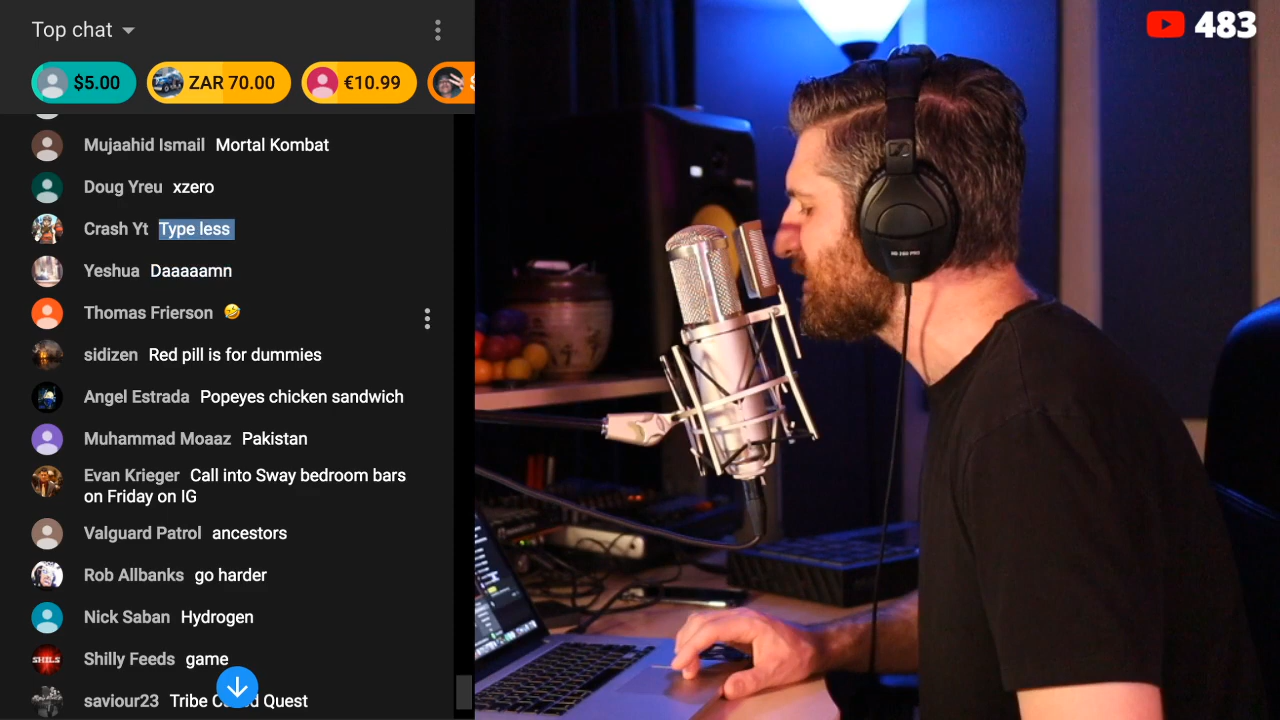 Top chat
$5.00 ZAR 70.00 €10.99
483
Mujaahid Ismail Mortal Kombat
Doug Yreu xzero
Crash Yt Type less
Yeshua Daaaaamn
Thomas Frierson 🤣
sidizen Red pill is for dummies
Angel Estrada Popeyes chicken sandwich
Muhammad Moaaz Pakistan
Evan Krieger Call into Sway bedroom bars
on Friday on IG
Valguard Patrol ancestors
Rob Allbanks go harder
Nick Saban Hydrogen
SHILS Shilly Feeds game
saviour23 Tribe Quest